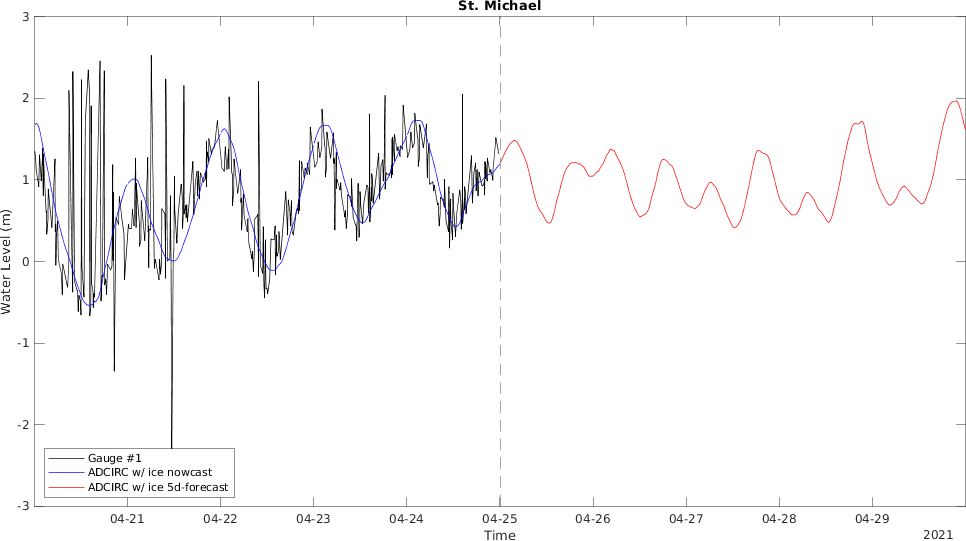 St. Michael
3
2
1
0
-1
-2
-3
Water Level (m)
Gauge #1
ADCIRC w/ ice nowcast
ADCIRC w/ ice 5d-forecast
04-21 04-22 04-23 04-24 04-25 04-26 04-27 04-28 04-29
Time
2021